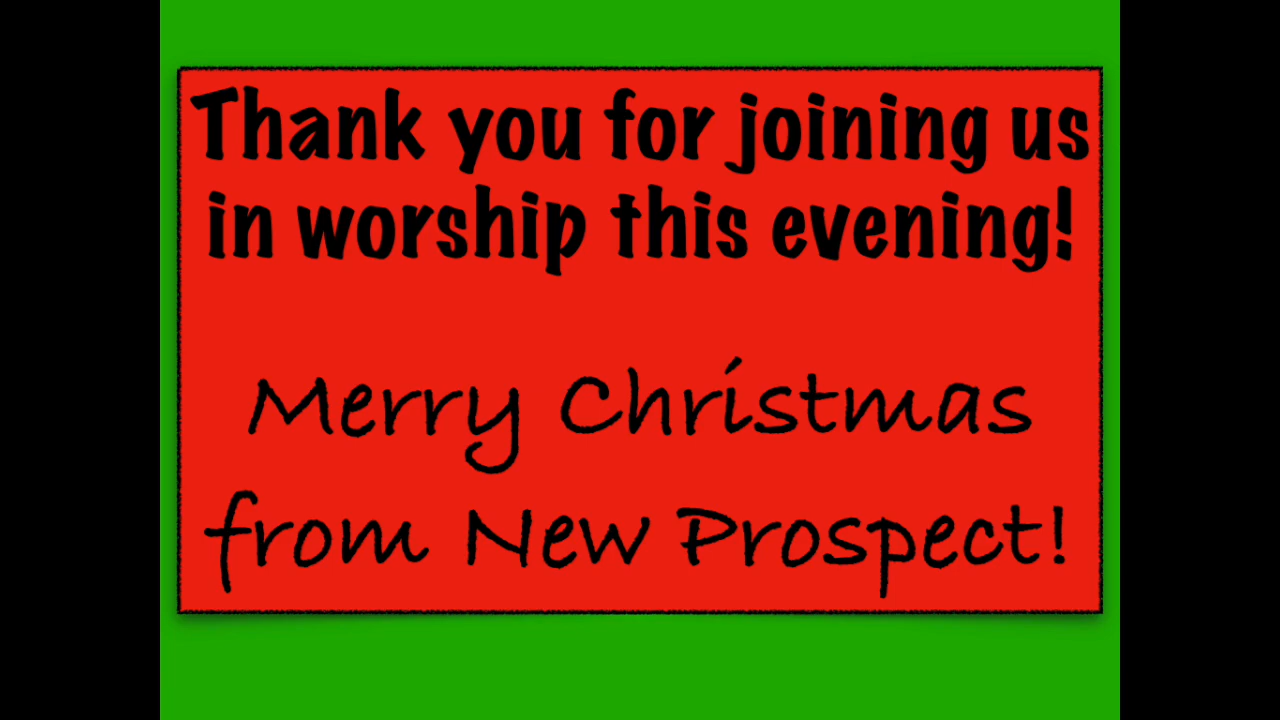 Thank you for joining us
in worship this evening!
Merry Christmas
from New Prospect!